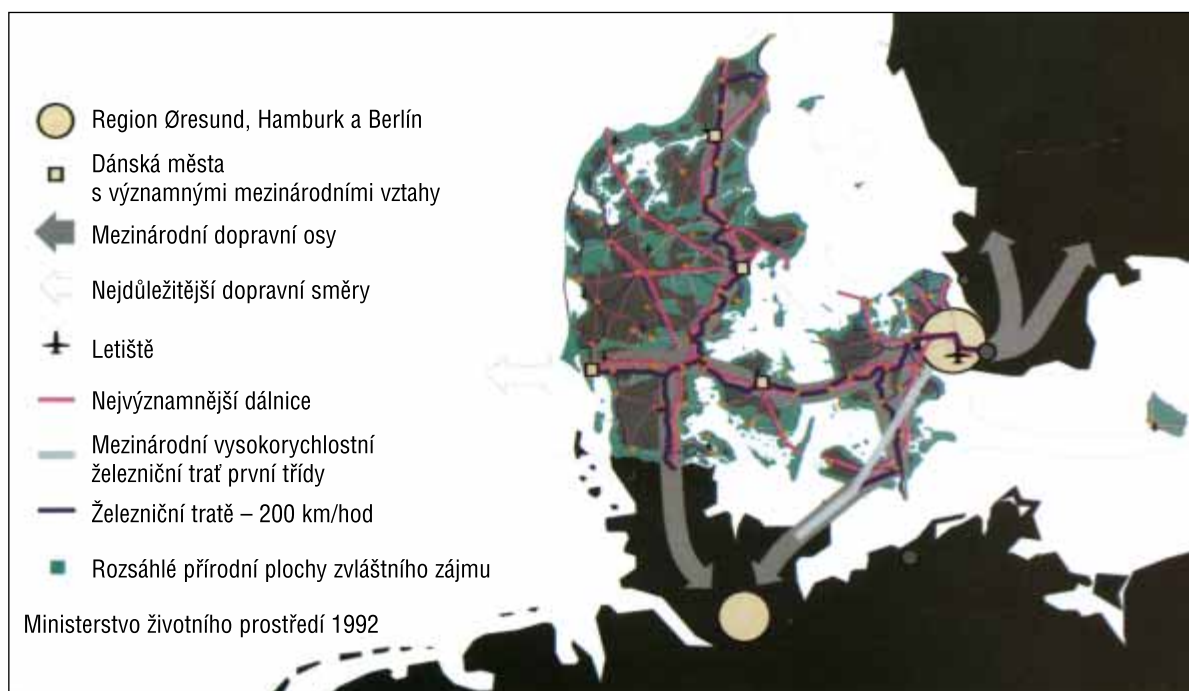 Region Øresund, Hamburk a Berlín
Dánská města
s významnými mezinárodními vztahy
Mezinárodní dopravní osy
Nejdůležitější dopravní směry
Letiště
Nejvýznamnější dálnice
Mezinárodní vysokorychlostní
železniční trať první třídy
Železniční tratě – 200 km/hod
Rozsáhlé přírodní plochy zvláštního zájmu
Ministerstvo životního prostředí 1992